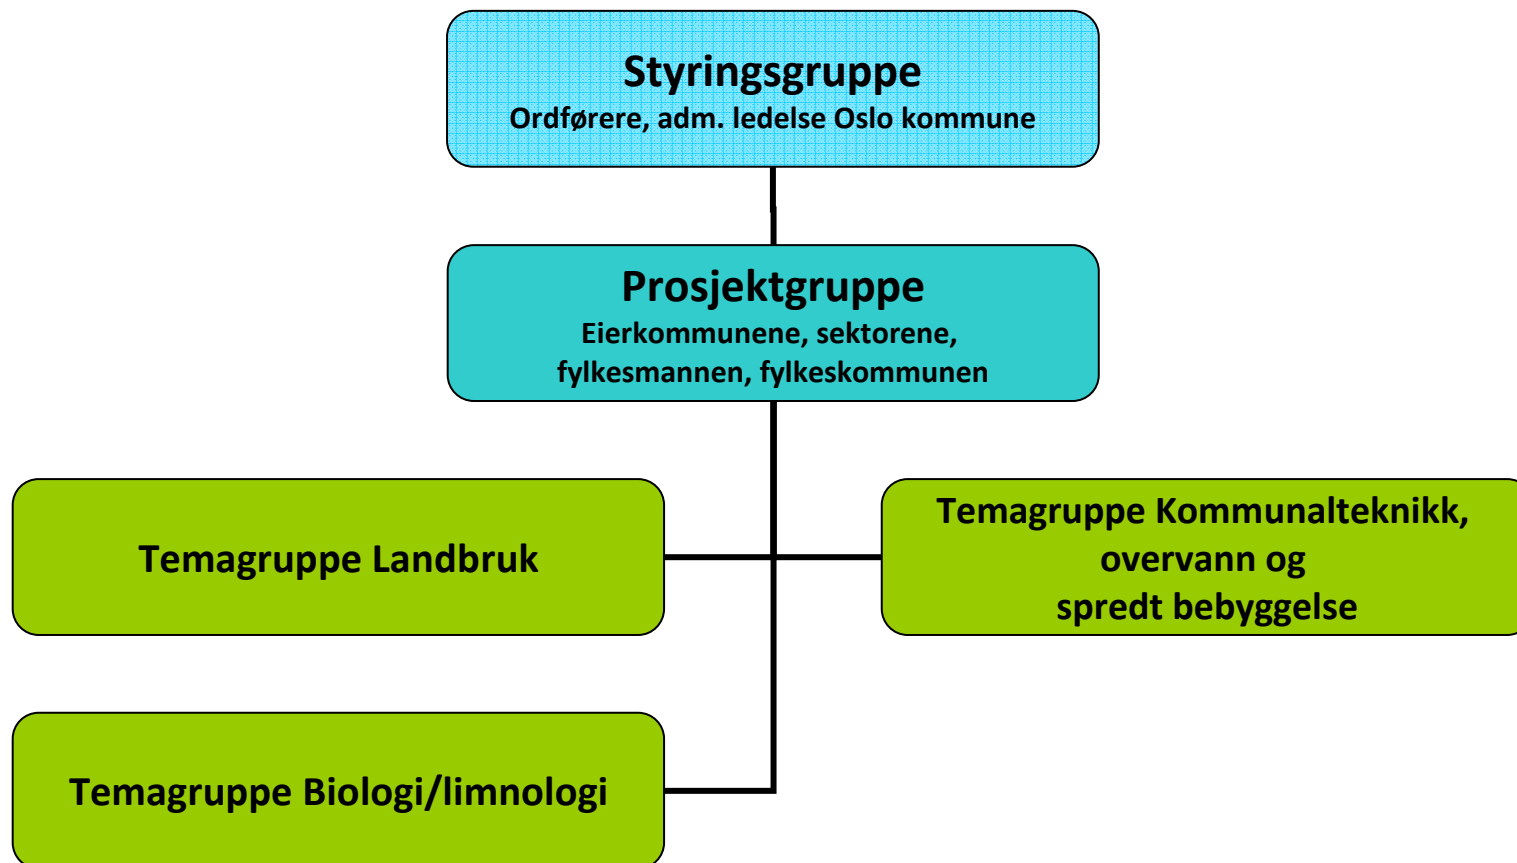 Styringsgruppe
Ordførere, adm. ledelse Oslo kommune
Prosjektgruppe
Eierkommunene, sektorene,
fylkesmannen, fylkeskommunen
Temagruppe Landbruk
Temagruppe Kommunalteknikk,
overvann og
spredt bebyggelse
Temagruppe Biologi/limnologi